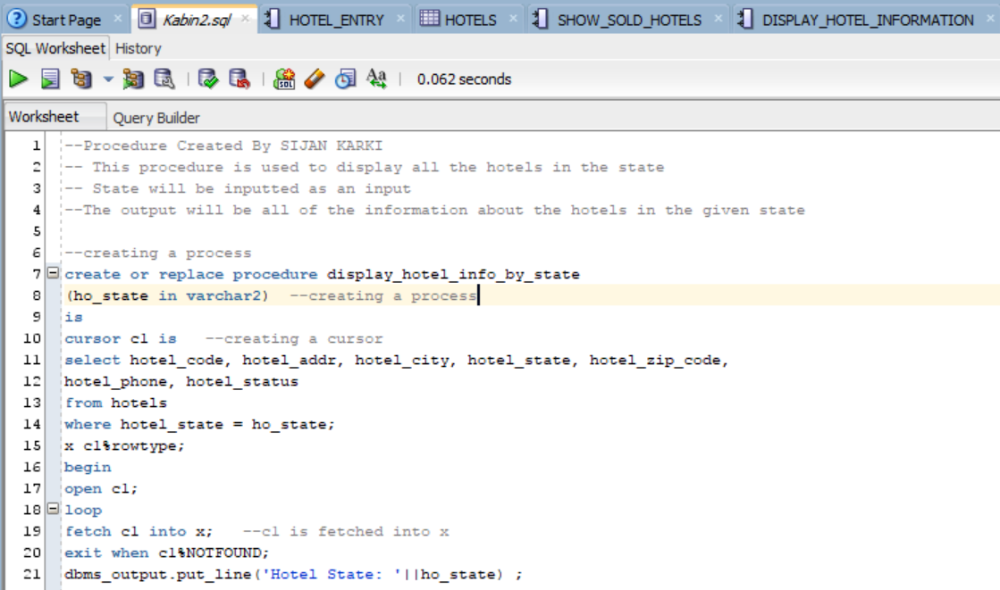 Start Page Kabin2.sql HOTEL_ENTRY HOTELS SHOW_SOLD_HOTELS DISPLAY_HOTEL_INFORMATION
SQL Worksheet History
0.062 seconds
Worksheet Query Builder
1 --Procedure Created By SIJAN KARKI
2 -- This procedure is used to display all the hotels in the state
3 -- State will be inputted as an input
4 --The output will be all of the information about the hotels in the given state
5
6 --creating a process
7 create or replace procedure display_hotel_info_by_state
8 (ho_state in varchar2)  --creating a process
9 is
10 cursor c1 is   --creating a cursor
11 select hotel_code, hotel_addr, hotel_city, hotel_state, hotel_zip_code,
12 hotel_phone, hotel_status
13 from hotels
14 where hotel_state = ho_state;
15 x c1%rowtype;
16 begin
17 open c1;
18 loop
19 fetch c1 into x;   --c1 is fetched into x
20 exit when c1%NOTFOUND;
21 dbms_output.put_line('Hotel State: '||ho_state) ;